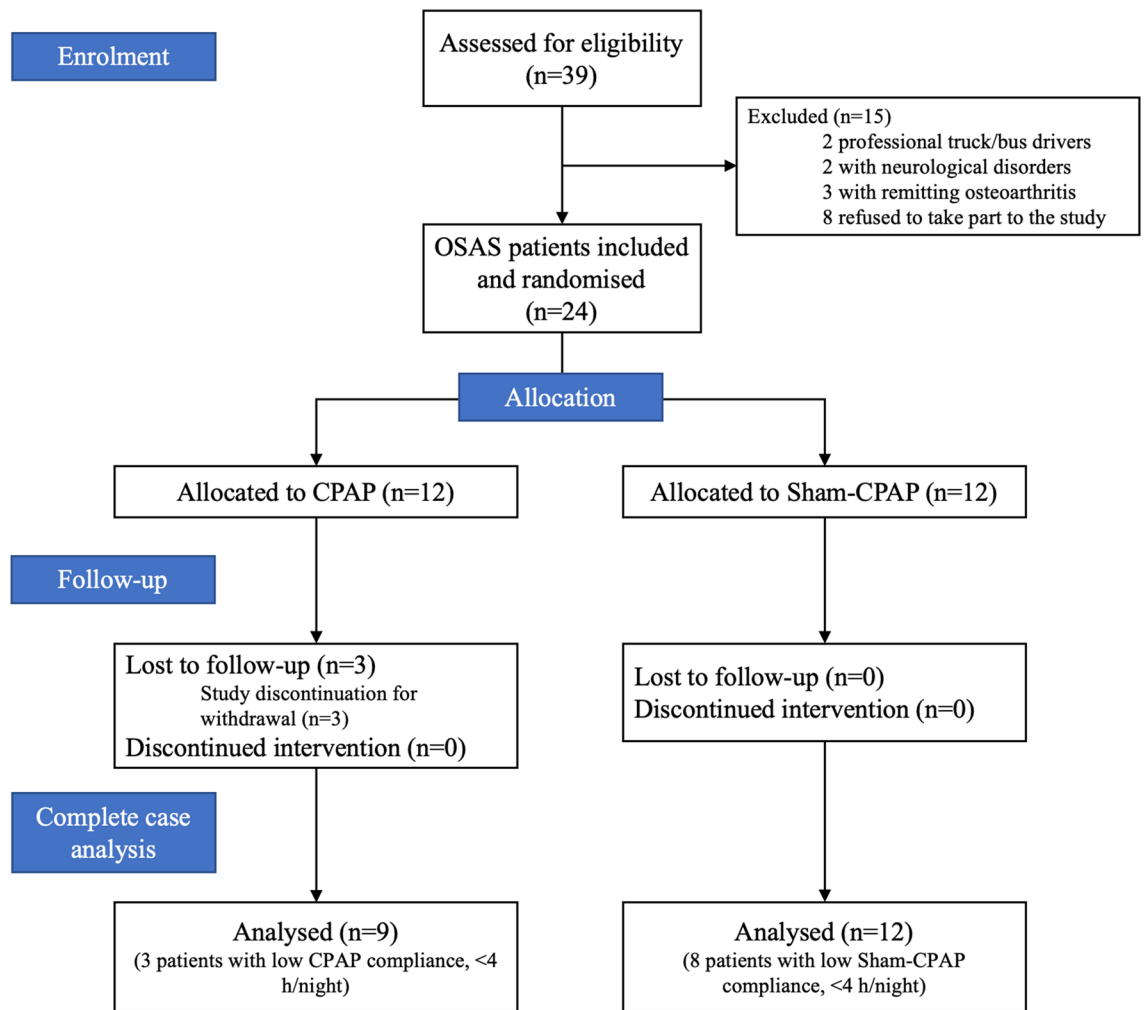 Enrolment
Assessed for eligibility
(n=39)
Excluded (n=15)
2 professional truck/bus drivers
2 with neurological disorders
3 with remitting osteoarthritis
8 refused to take part to the study
OSAS patients included
and randomised
(n=24)
Allocation
Allocated to CPAP (n=12)
Allocated to Sham-CPAP (n=12)
Follow-up
Lost to follow-up (n=3)
Study discontinuation for
withdrawal (n=3)
Discontinued intervention (n=0)
Lost to follow-up (n=0)
Discontinued intervention (n=0)
Complete case
analysis
Analysed (n=9)
(3 patients with low CPAP compliance, <4
h/night)
Analysed (n=12)
(8 patients with low Sham-CPAP
compliance, <4 h/night)